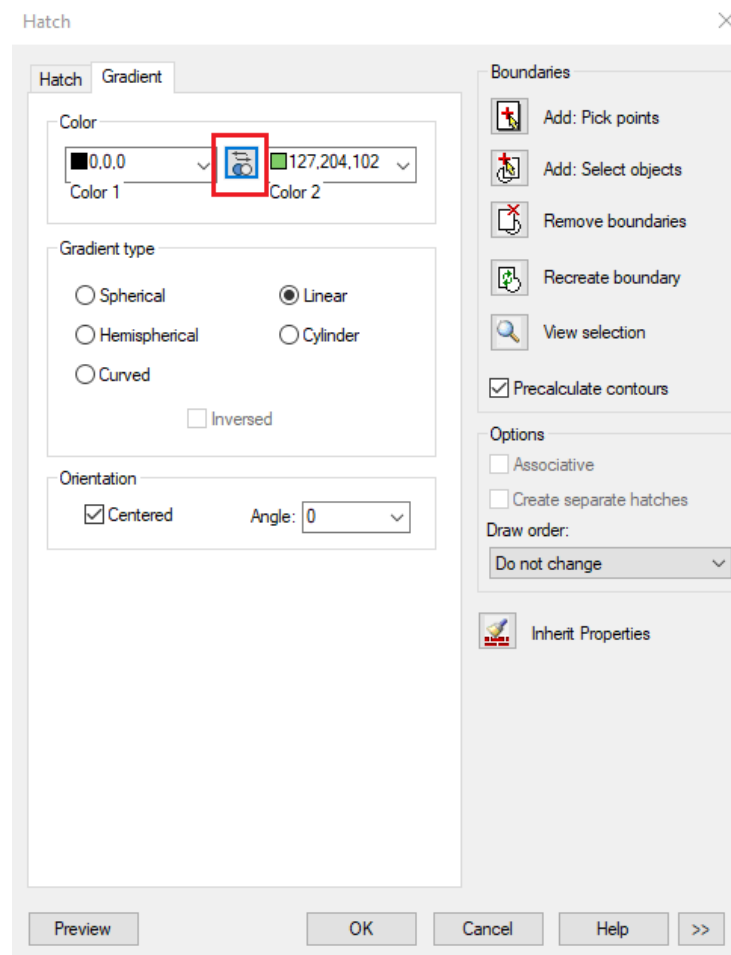 Hatch
Hatch
Gradient
Color
0,0,0
127,204,102
Color 1
Color 2
Gradient type
Spherical
Linear
Hemispherical
Cylinder
Curved
Inversed
Orientation
Centered
Angle:
0
Boundaries
Add: Pick points
Add: Select objects
Remove boundaries
Recreate boundary
View selection
Precalculate contours
Options
Associative
Create separate hatches
Draw order:
Do not change
Inherit Properties
Preview
OK
Cancel
Help
>>